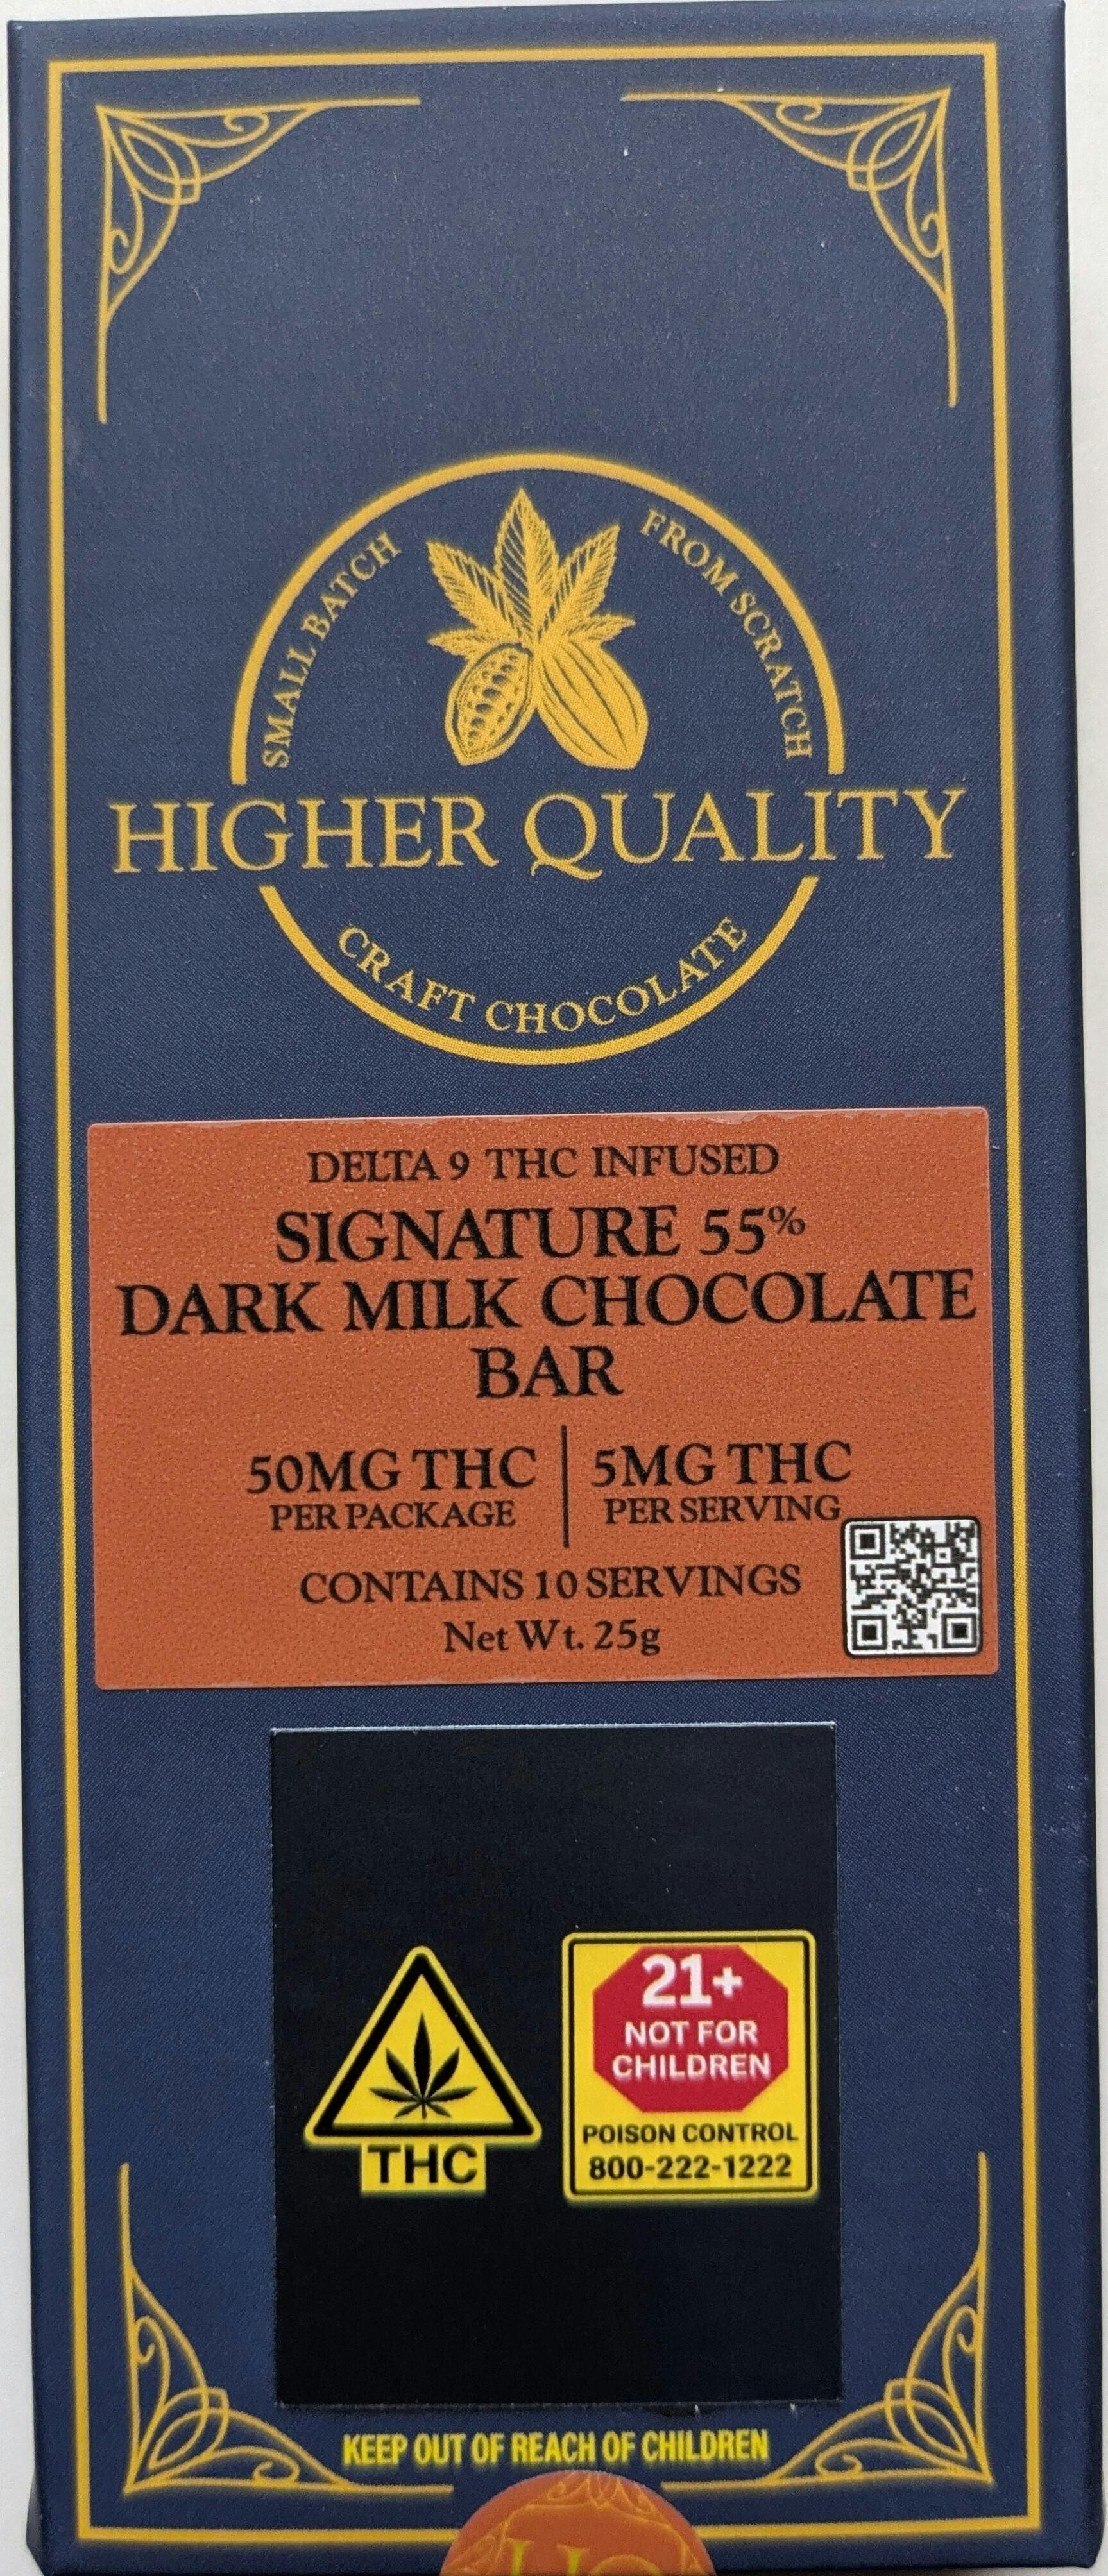 SMALL BATCH
FROM SCRATCH
HIGHER QUALITY
CRAFT CHOCOLATE
DELTA 9 THC INFUSED
SIGNATURE 55%
DARK MILK CHOCOLATE
BAR
50MG THC
PER PACKAGE
5MG THC
PER SERVING
CONTAINS 10 SERVINGS
Net Wt. 25g
THC
21+
NOT FOR
CHILDREN
POISON CONTROL
800-222-1222
KEEP OUT OF REACH OF CHILDREN